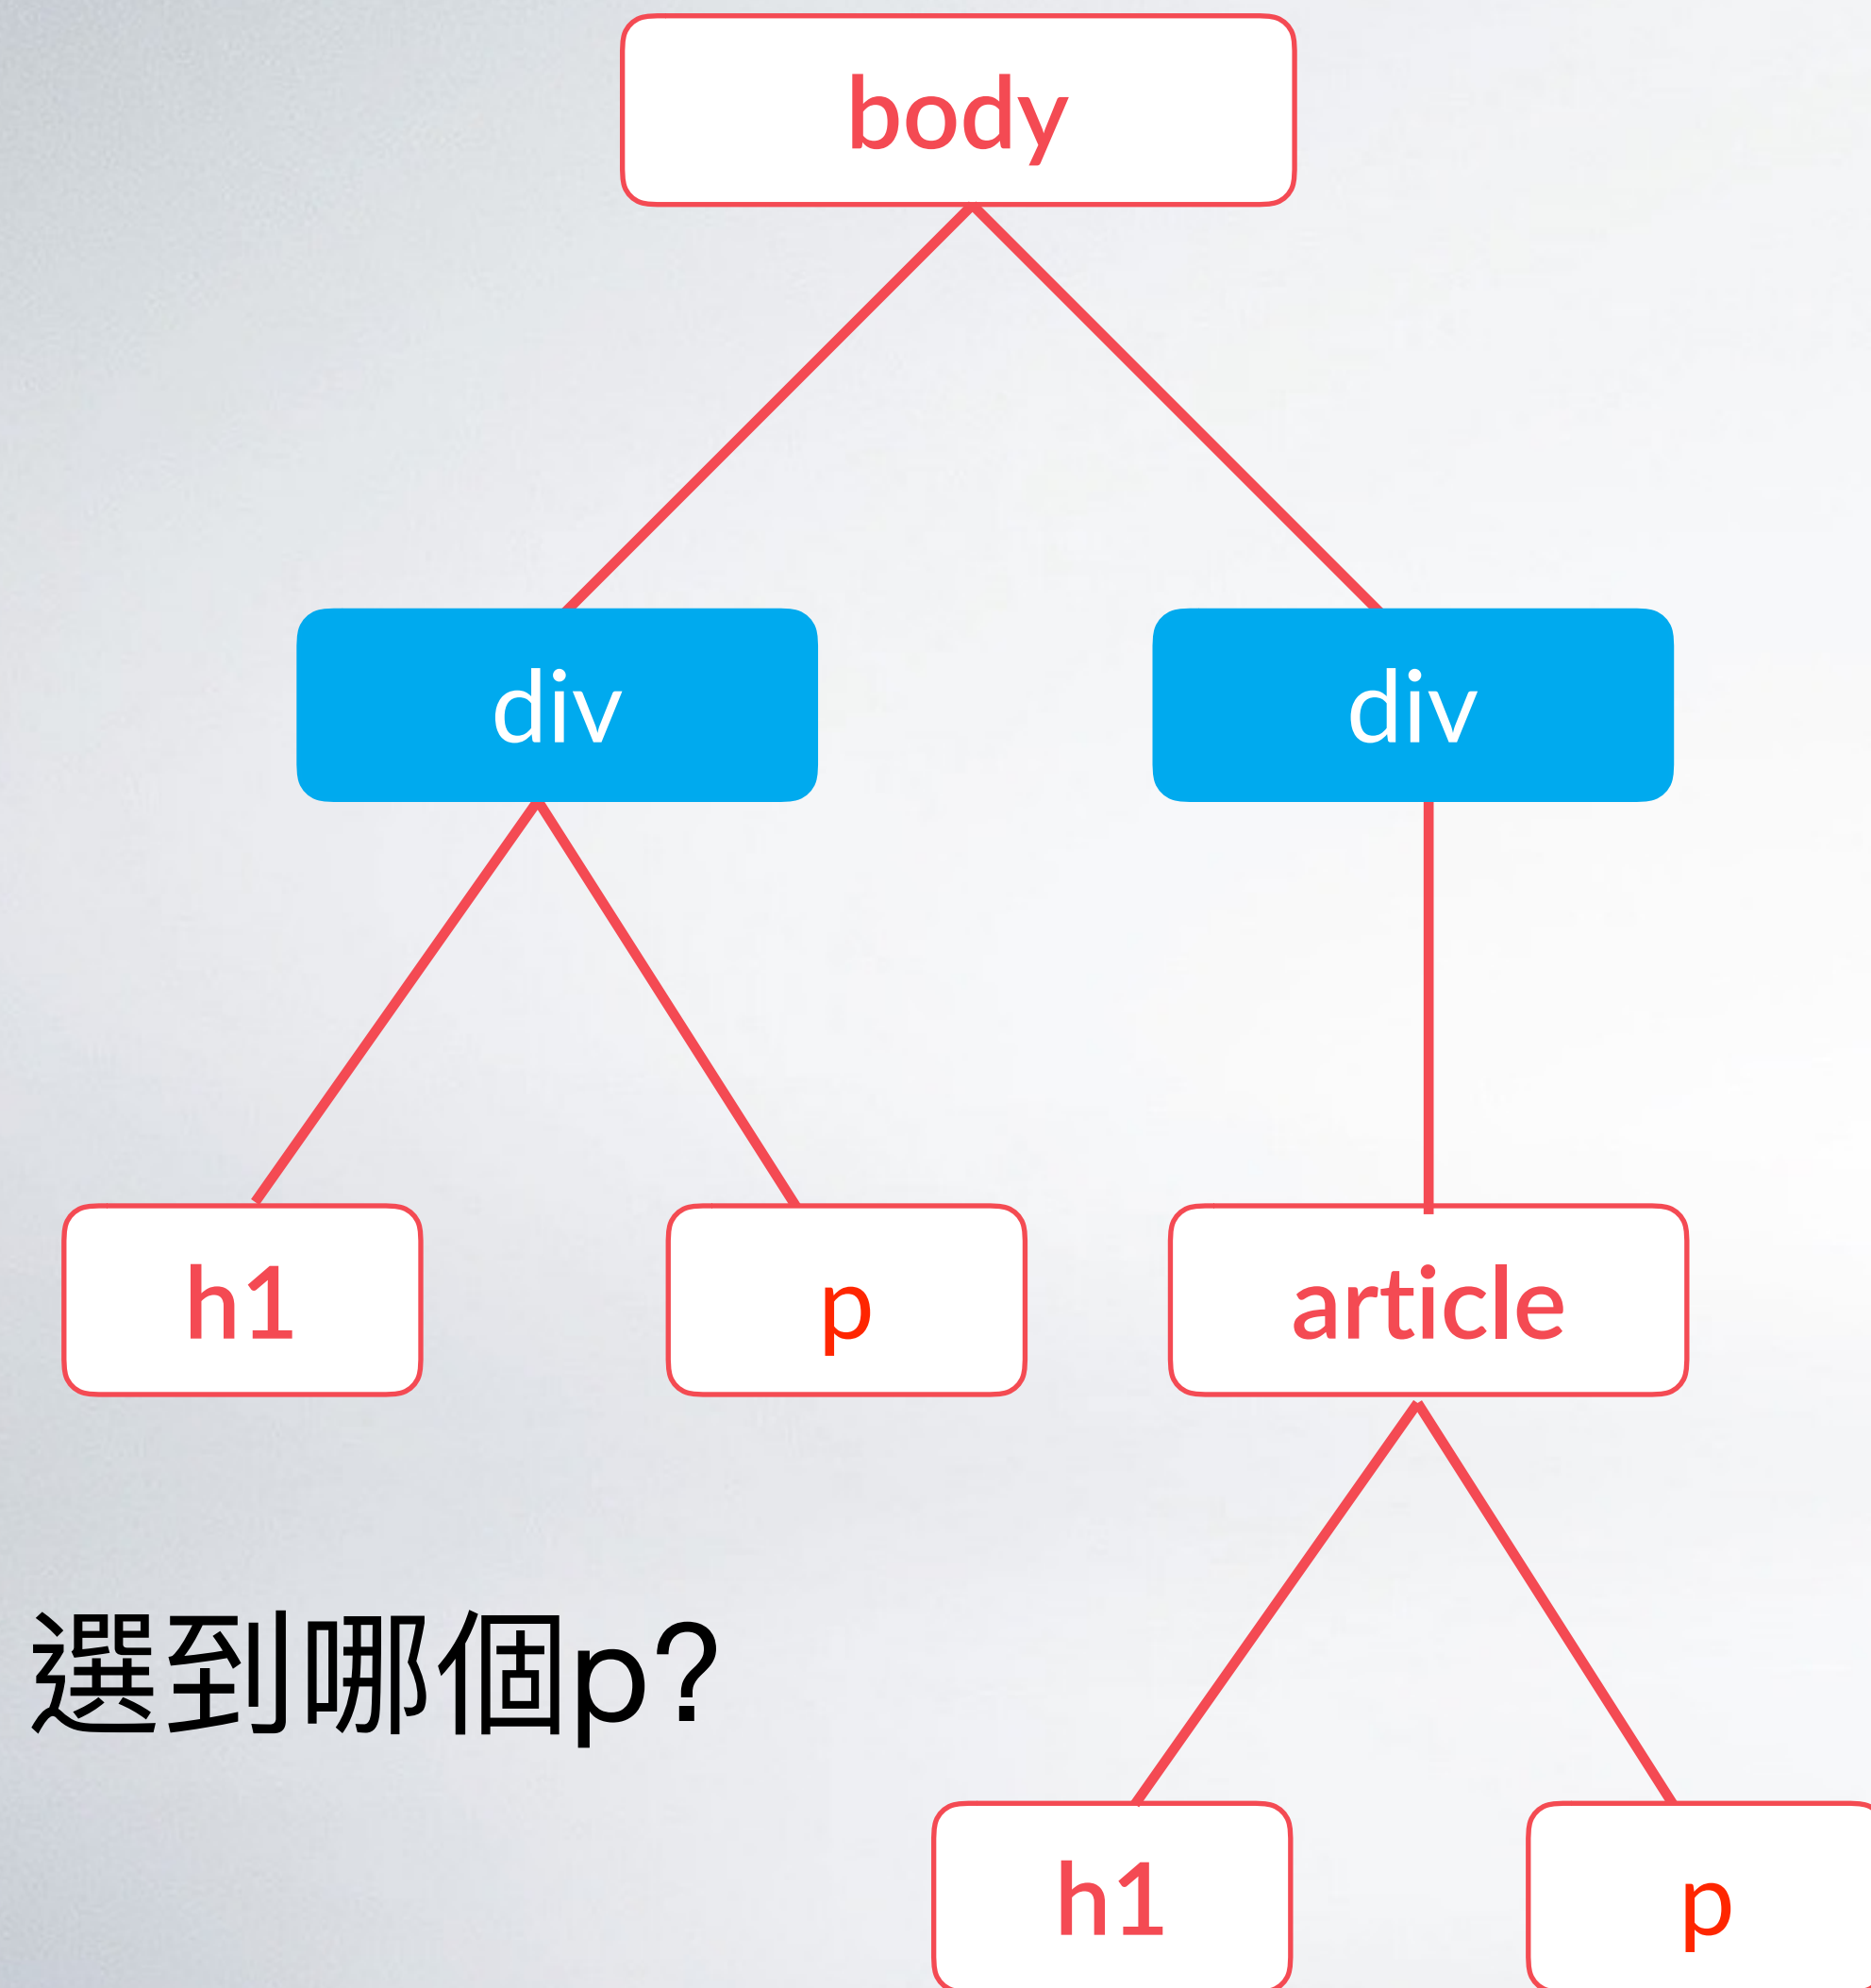 body
div
div
h1
p
article
選到哪個p?
h1
p